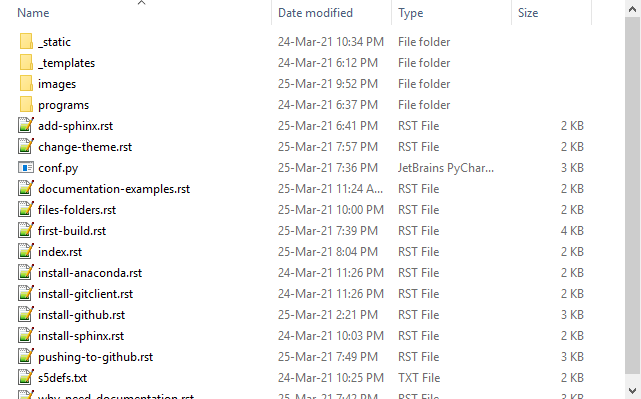 Name Date modified Type Size
_static 24-Mar-21 10:34 PM File folder
_templates 24-Mar-21 6:12 PM File folder
images 25-Mar-21 9:52 PM File folder
programs 24-Mar-21 6:37 PM File folder
add-sphinx.rst 25-Mar-21 6:41 PM RST File 2 KB
change-theme.rst 25-Mar-21 7:57 PM RST File 2 KB
conf.py 25-Mar-21 7:36 PM JetBrains PyChar... 3 KB
documentation-examples.rst 25-Mar-21 11:24 A... RST File 2 KB
files-folders.rst 25-Mar-21 10:00 PM RST File 2 KB
first-build.rst 25-Mar-21 7:39 PM RST File 4 KB
index.rst 25-Mar-21 8:04 PM RST File 2 KB
install-anaconda.rst 24-Mar-21 11:26 PM RST File 2 KB
install-gitclient.rst 24-Mar-21 11:26 PM RST File 2 KB
install-github.rst 25-Mar-21 2:21 PM RST File 3 KB
install-sphinx.rst 24-Mar-21 10:03 PM RST File 2 KB
pushing-to-github.rst 25-Mar-21 7:49 PM RST File 3 KB
s5defs.txt 24-Mar-21 10:25 PM TXT File 2 KB
why_need_documentation.rst 25-Mar-21 7:42 PM RST File 3 KB